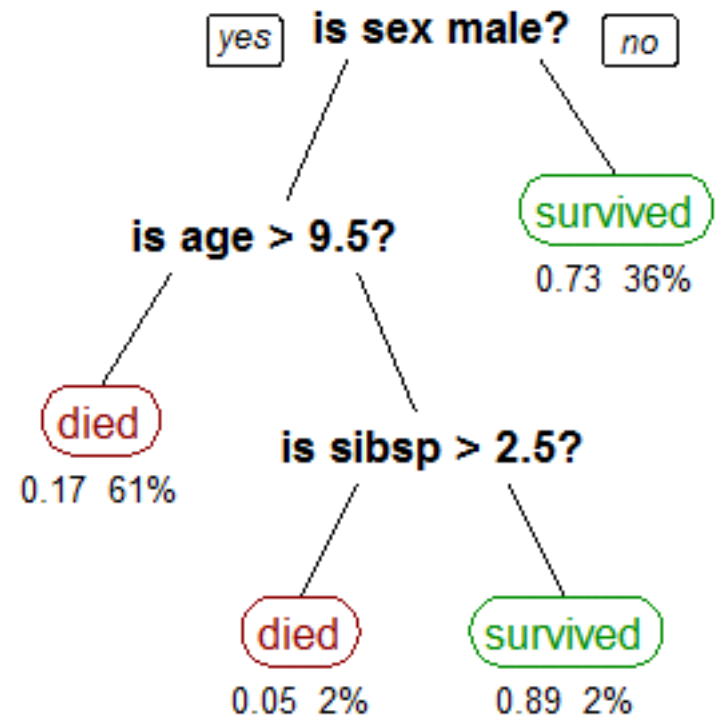 yes is sex male? no
is age > 9.5?
survived
0.73 36%
died
0.17 61%
is sibsp > 2.5?
died
0.05 2%
survived
0.89 2%